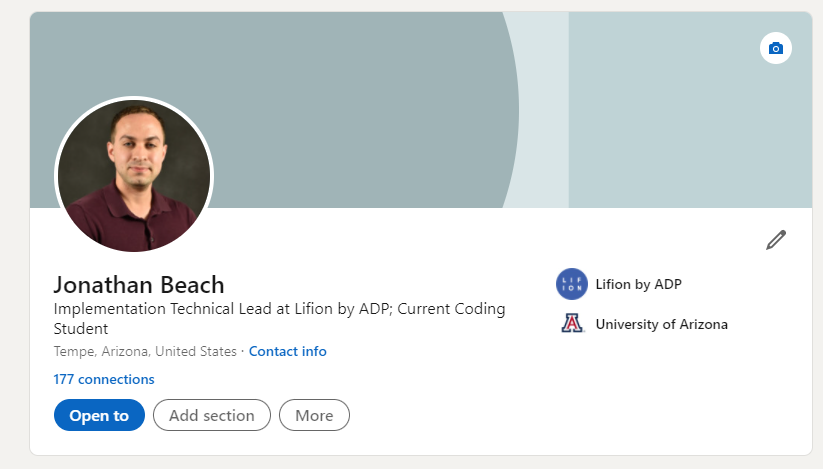 Jonathan Beach
Implementation Technical Lead at Lifion by ADP; Current Coding
Student
Tempe, Arizona, United States · Contact info
177 connections
Open to Add section More
LIF
ION
Lifion by ADP
A
University of Arizona